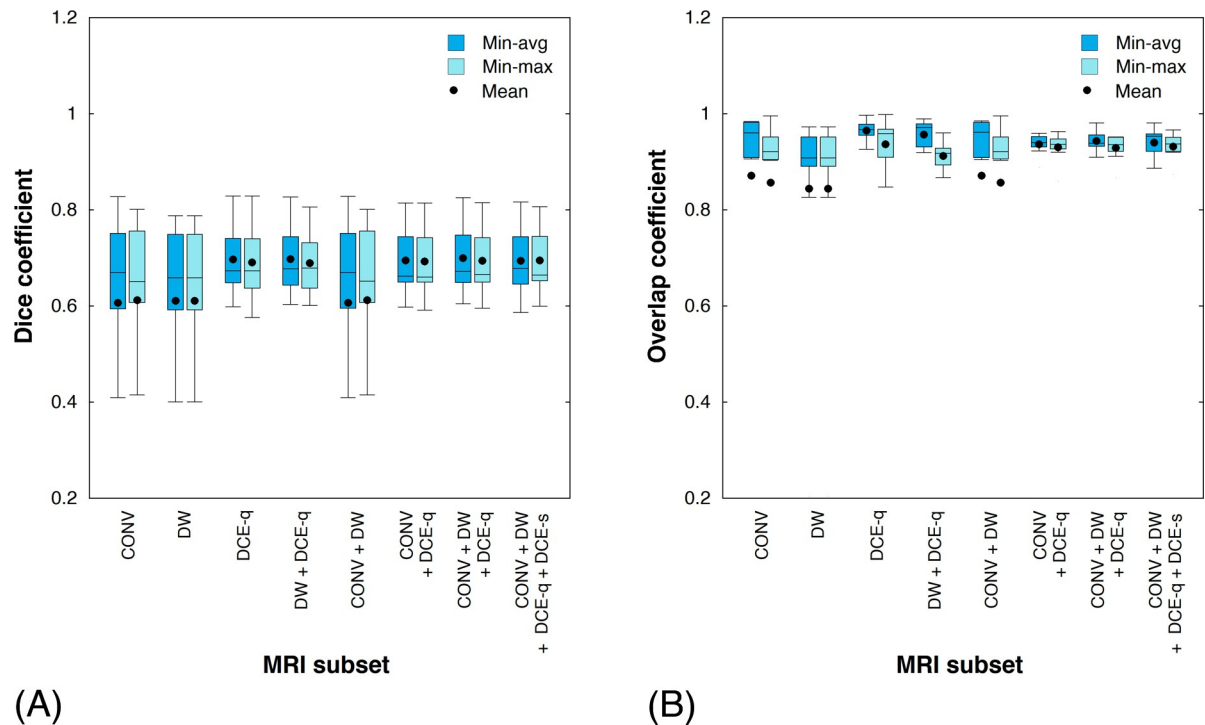 1.2
1
0.8
0.6
0.4
0.2
Dice coefficient
Min-avg
Min-max
Mean
CONV
DW
DCE-q
DW + DCE-q
CONV + DW
CONV
+ DCE-q
CONV + DW
+ DCE-q
CONV + DW
+ DCE-q + DCE-s
MRI subset
(A)
1.2
1
0.8
0.6
0.4
0.2
Overlap coefficient
Min-avg
Min-max
Mean
CONV
DW
DCE-q
DW + DCE-q
CONV + DW
CONV
+ DCE-q
CONV + DW
+ DCE-q
CONV + DW
+ DCE-q + DCE-s
MRI subset
(B)